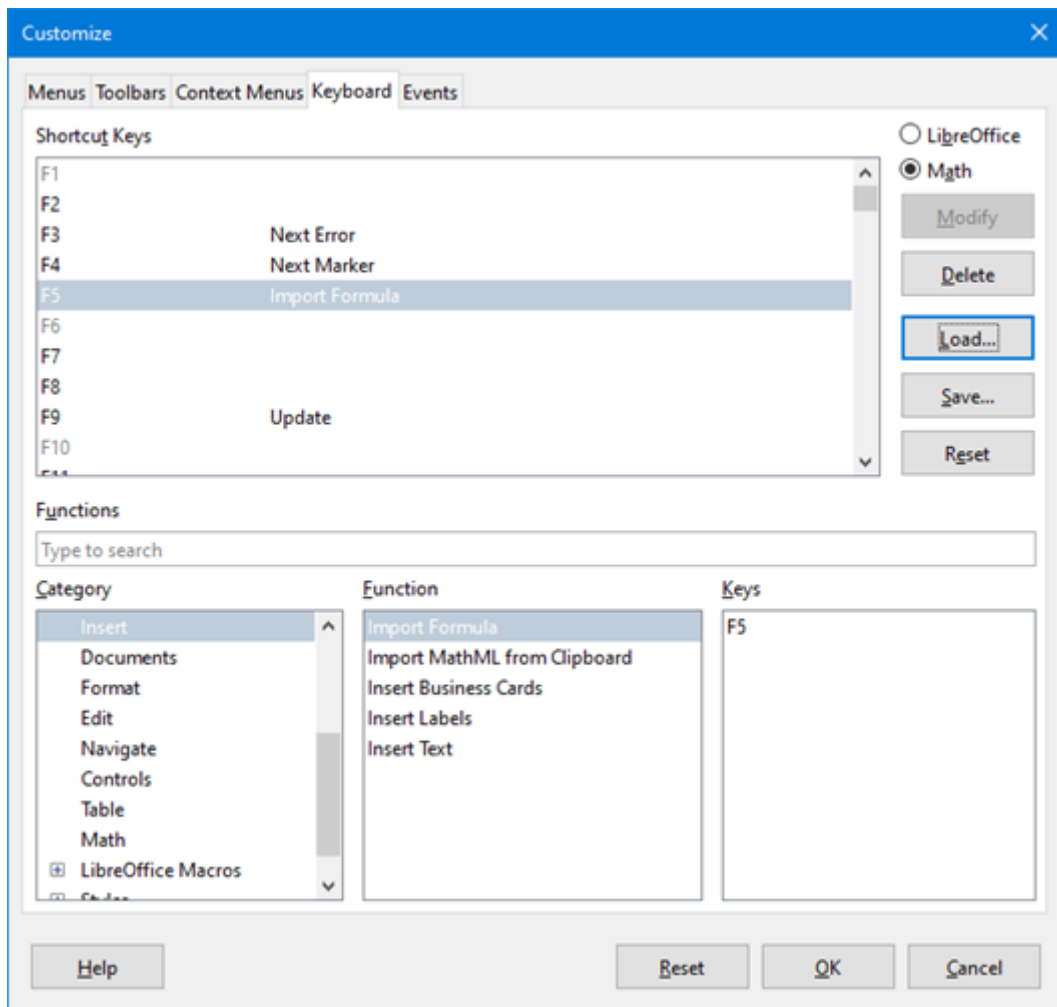 Customize
Menus Toolbars Context Menus Keyboard Events
Shortcut Keys
LibreOffice
Math
F1
F2
F3 Next Error
F4 Next Marker
F5 Import Formula
F6
F7
F8
F9 Update
F10
F11
Modify
Delete
Load...
Save...
Reset
Functions
Type to search
Category
Insert
Documents
Format
Edit
Navigate
Controls
Table
Math
LibreOffice Macros
Styles
Function
Import Formula
Import MathML from Clipboard
Insert Business Cards
Insert Labels
Insert Text
Keys
F5
Help
Reset
OK
Cancel